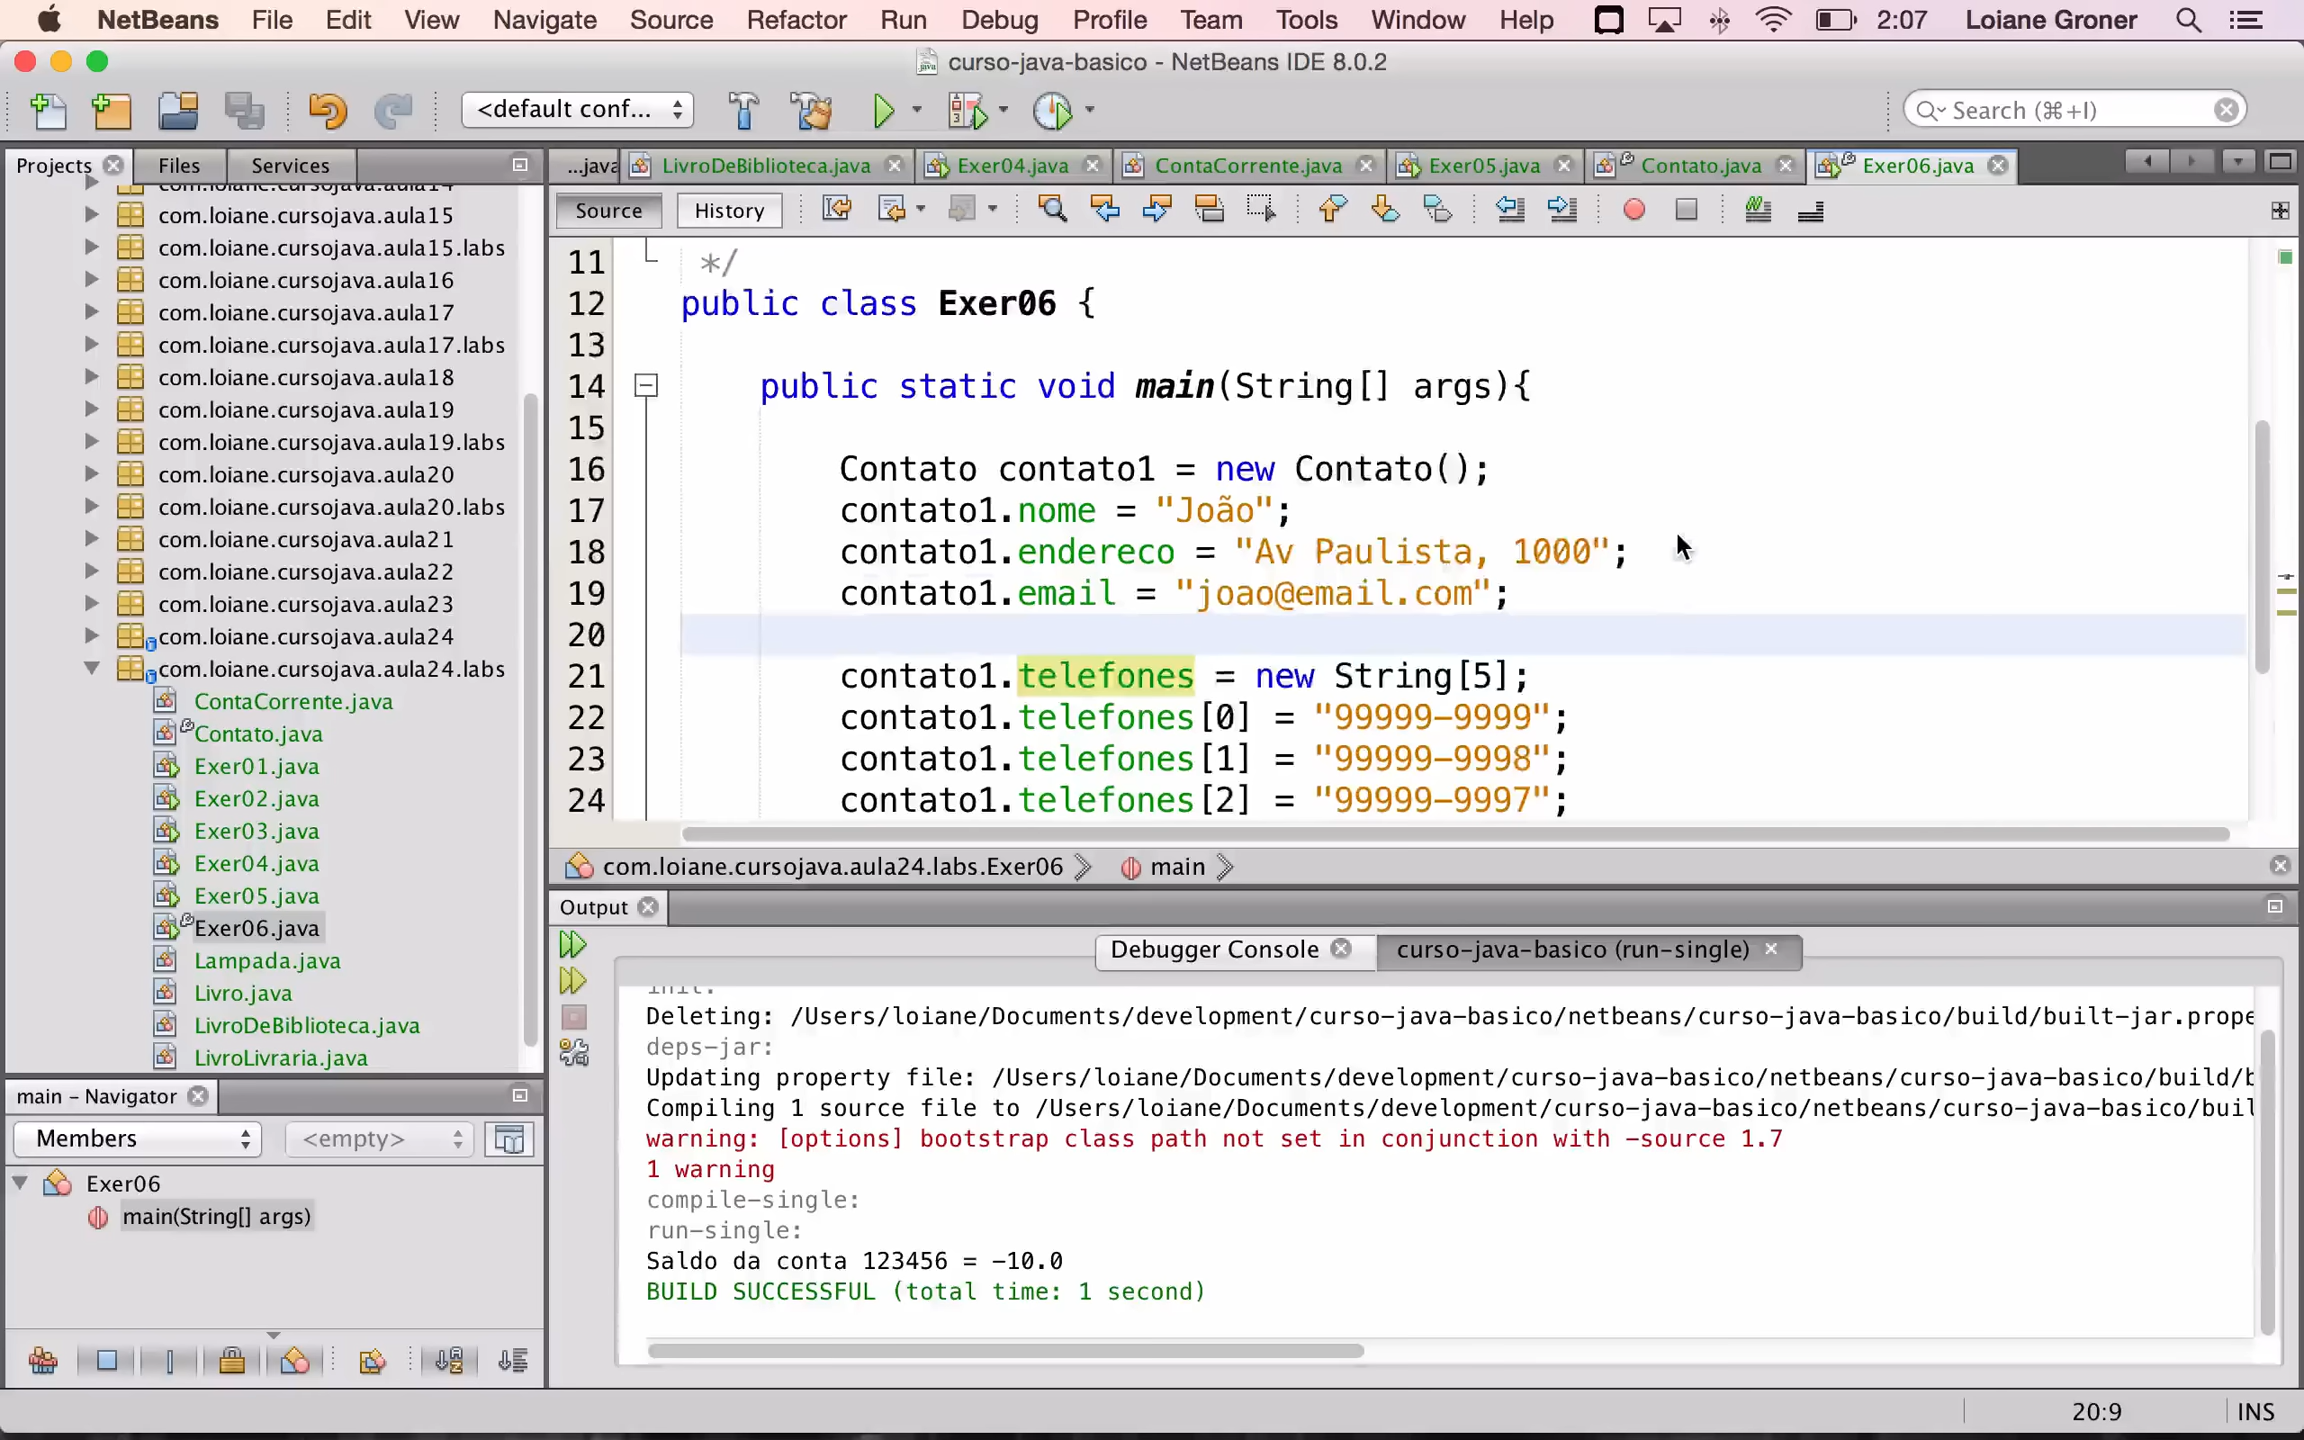 NetBeans File Edit View Navigate Source Refactor Run Debug Profile Team Tools Window Help 2:07 Loiane Groner
curso-java-basico - NetBeans IDE 8.0.2
<default conf... Search (⌘+I)
Projects Files Services
...java LivroDeBiblioteca.java Exer04.java ContaCorrente.java Exer05.java Contato.java Exer06.java
Source History
com.loiane.cursojava.aula14
com.loiane.cursojava.aula15
com.loiane.cursojava.aula15.labs
com.loiane.cursojava.aula16
com.loiane.cursojava.aula17
com.loiane.cursojava.aula17.labs
com.loiane.cursojava.aula18
com.loiane.cursojava.aula19
com.loiane.cursojava.aula19.labs
com.loiane.cursojava.aula20
com.loiane.cursojava.aula20.labs
com.loiane.cursojava.aula21
com.loiane.cursojava.aula22
com.loiane.cursojava.aula23
com.loiane.cursojava.aula24
com.loiane.cursojava.aula24.labs
ContaCorrente.java
Contato.java
Exer01.java
Exer02.java
Exer03.java
Exer04.java
Exer05.java
Exer06.java
Lampada.java
Livro.java
LivroDeBiblioteca.java
LivroLivraria.java
11 */
12 public class Exer06 {
13
14 public static void main(String[] args){
15
16 Contato contato1 = new Contato();
17 contato1.nome = "João";
18 contato1.endereco = "Av Paulista, 1000";
19 contato1.email = "joao@email.com";
20
21 contato1.telefones = new String[5];
22 contato1.telefones[0] = "99999-9999";
23 contato1.telefones[1] = "99999-9998";
24 contato1.telefones[2] = "99999-9997";
com.loiane.cursojava.aula24.labs.Exer06 main
Output
Debugger Console curso-java-basico (run-single)
init:
Deleting: /Users/loiane/Documents/development/curso-java-basico/netbeans/curso-java-basico/build/built-jar.prope
deps-jar:
Updating property file: /Users/loiane/Documents/development/curso-java-basico/netbeans/curso-java-basico/build/b
Compiling 1 source file to /Users/loiane/Documents/development/curso-java-basico/netbeans/curso-java-basico/buil
warning: [options] bootstrap class path not set in conjunction with -source 1.7
1 warning
compile-single:
run-single:
Saldo da conta 123456 = -10.0
BUILD SUCCESSFUL (total time: 1 second)
main - Navigator
Members <empty>
Exer06
main(String[] args)
20:9 INS